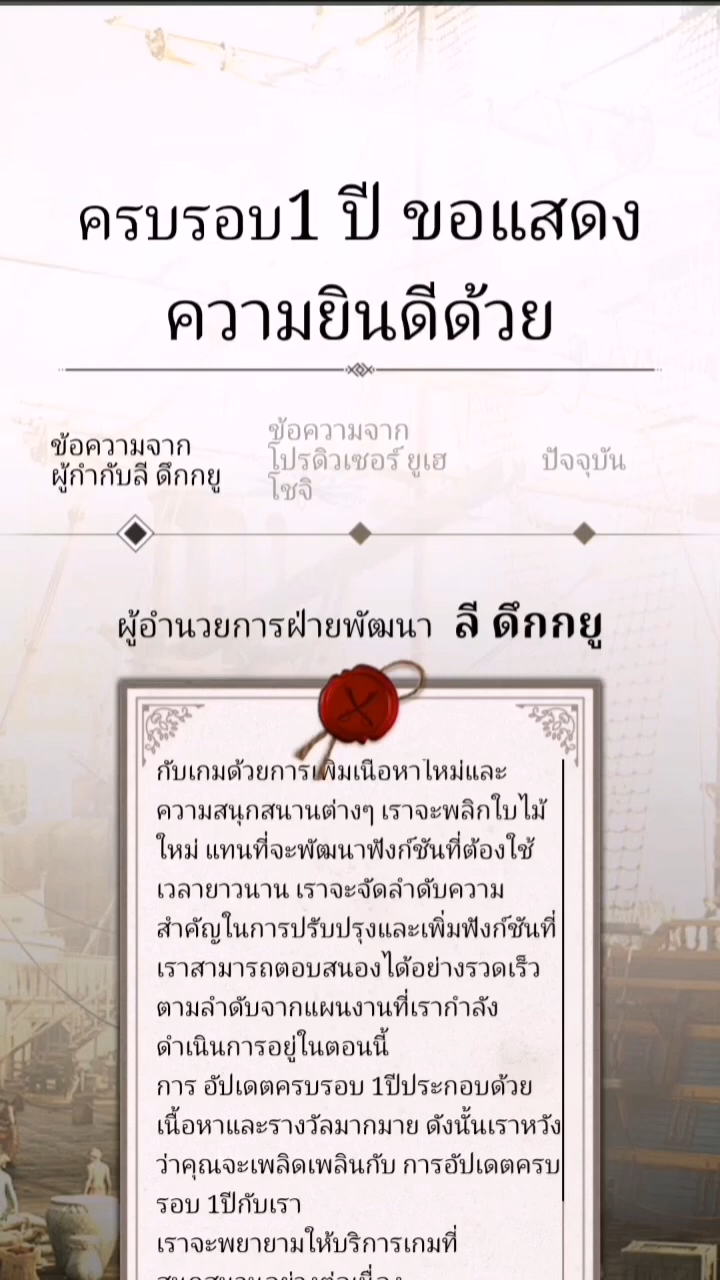 ครบรอบ1 ปี ขอแสดง
ความยินดีด้วย
ข้อความจาก
ผู้กำกับลี ดึกกยู
ข้อความจาก
โปรดิวเซอร์ ยูเฮ
โชจิ
ปัจจุบัน
ผู้อำนวยการฝ่ายพัฒนา ลี ดึกกยู
กับเกมด้วยการเพิ่มเนื้อหาใหม่และ
ความสนุกสนานต่างๆ เราจะพลิกใบไม้
ใหม่ แทนที่จะพัฒนาฟังก์ชันที่ต้องใช้
เวลายาวนาน เราจะจัดลำดับความ
สำคัญในการปรับปรุงและเพิ่มฟังก์ชันที่
เราสามารถตอบสนองได้อย่างรวดเร็ว
ตามลำดับจากแผนงานที่เรากำลัง
ดำเนินการอยู่ในตอนนี้
การ อัปเดตครบรอบ 1ปีประกอบด้วย
เนื้อหาและรางวัลมากมาย ดังนั้นเราหวัง
ว่าคุณจะเพลิดเพลินกับ การอัปเดตครบ
รอบ 1ปีกับเรา
เราจะพยายามให้บริการเกมที่